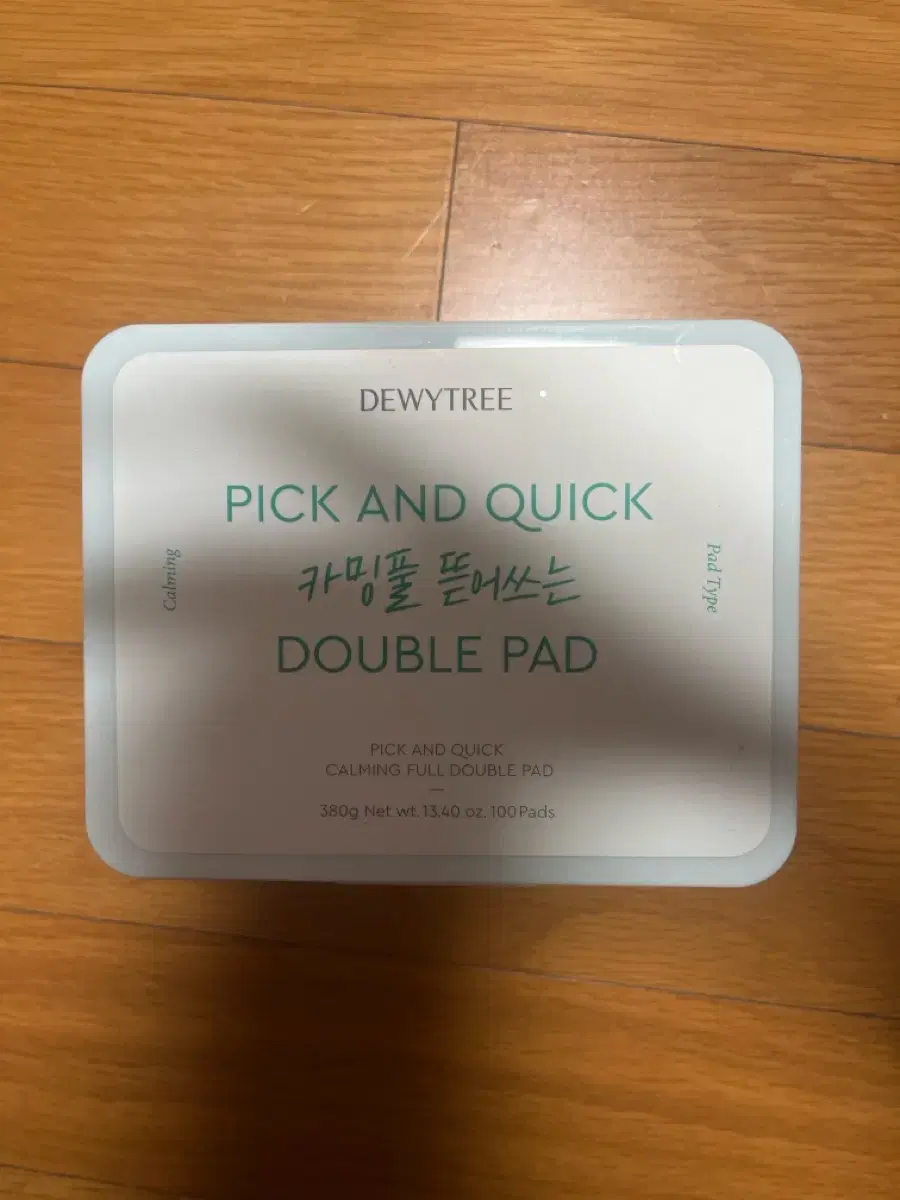 DEWYTREE
PICK AND QUICK
카밍풀 뜯어쓰는
DOUBLE PAD
Calming
Pad Type
PICK AND QUICK
CALMING FULL DOUBLE PAD
380g Net wt. 13.40 oz. 100 Pads